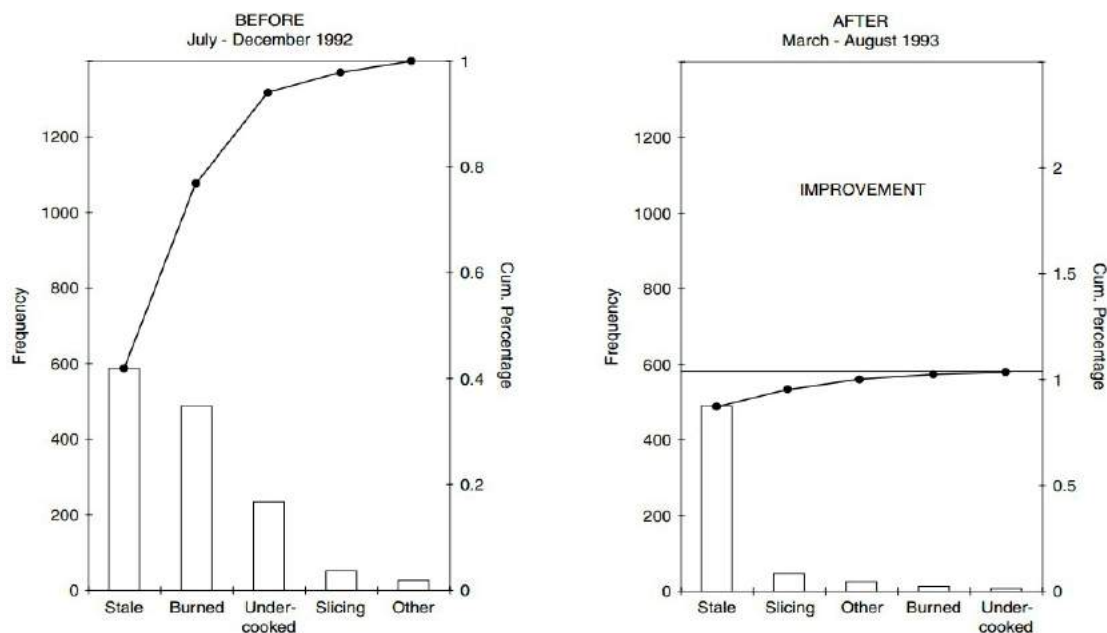 BEFORE
July - December 1992
1200
1000
800
600
400
200
0
Frequency
1
0.8
0.6
0.4
0.2
0
Cum. Percentage
Stale
Burned
Under-
cooked
Slicing
Other
AFTER
March - August 1993
IMPROVEMENT
1200
1000
800
600
400
200
0
Frequency
2
1.5
1
0.5
0
Cum. Percentage
Stale
Slicing
Other
Burned
Under-
cooked